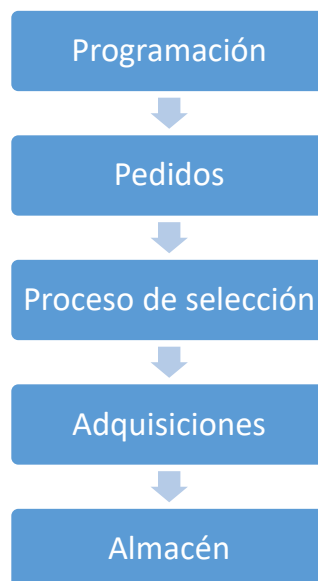 Programación
Pedidos
Proceso de selección
Adquisiciones
Almacén